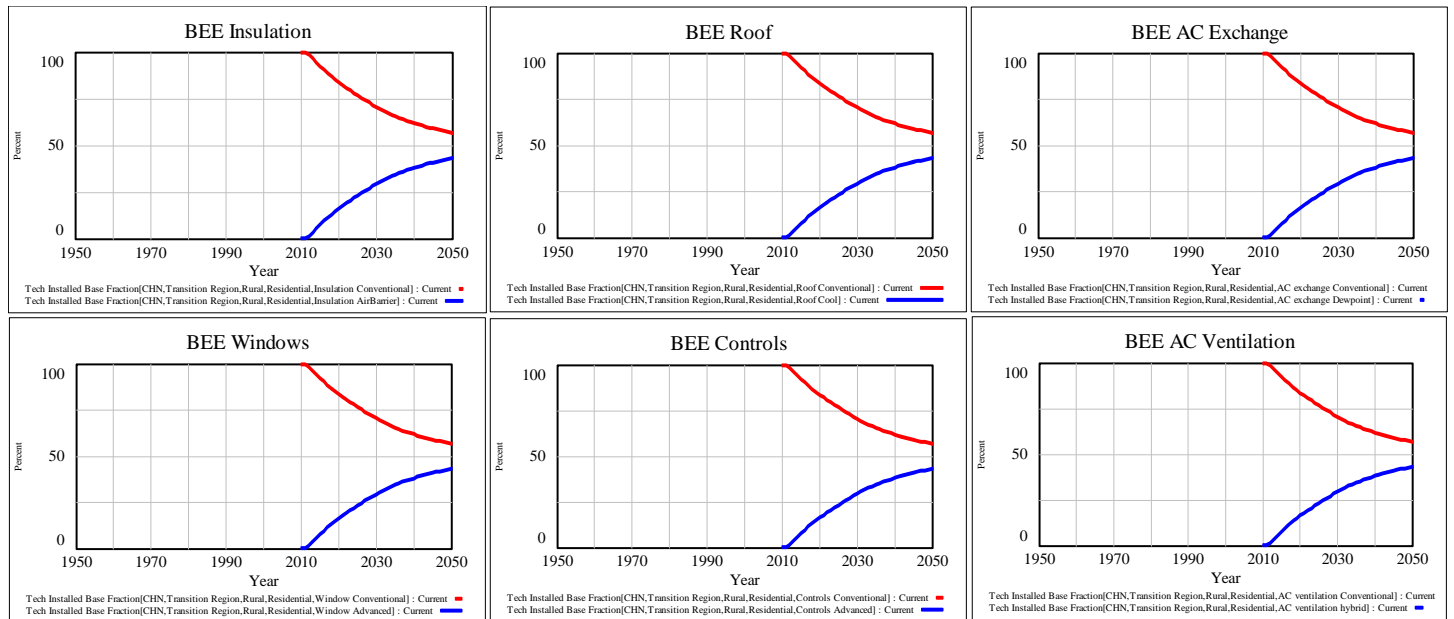 BEE Insulation
100
50
0
Percent
1950 1970 1990 2010 2030 2050
Year
Tech Installed Base Fraction[CHN,Transition Region,Rural,Residential,Insulation Conventional] : Current
Tech Installed Base Fraction[CHN,Transition Region,Rural,Residential,Insulation AirBarrier] : Current
BEE Roof
100
50
0
Percent
1950 1970 1990 2010 2030 2050
Year
Tech Installed Base Fraction[CHN,Transition Region,Rural,Residential,Roof Conventional] : Current
Tech Installed Base Fraction[CHN,Transition Region,Rural,Residential,Roof Cool] : Current
BEE AC Exchange
100
50
0
Percent
1950 1970 1990 2010 2030 2050
Year
Tech Installed Base Fraction[CHN,Transition Region,Rural,Residential,AC exchange Conventional] : Current
Tech Installed Base Fraction[CHN,Transition Region,Rural,Residential,AC exchange Dewpoint] : Current
BEE Windows
100
50
0
Percent
1950 1970 1990 2010 2030 2050
Year
Tech Installed Base Fraction[CHN,Transition Region,Rural,Residential,Window Conventional] : Current
Tech Installed Base Fraction[CHN,Transition Region,Rural,Residential,Window Advanced] : Current
BEE Controls
100
50
0
Percent
1950 1970 1990 2010 2030 2050
Year
Tech Installed Base Fraction[CHN,Transition Region,Rural,Residential,Controls Conventional] : Current
Tech Installed Base Fraction[CHN,Transition Region,Rural,Residential,Controls Advanced] : Current
BEE AC Ventilation
100
50
0
Percent
1950 1970 1990 2010 2030 2050
Year
Tech Installed Base Fraction[CHN,Transition Region,Rural,Residential,AC ventilation Conventional] : Current
Tech Installed Base Fraction[CHN,Transition Region,Rural,Residential,AC ventilation hybrid] : Current